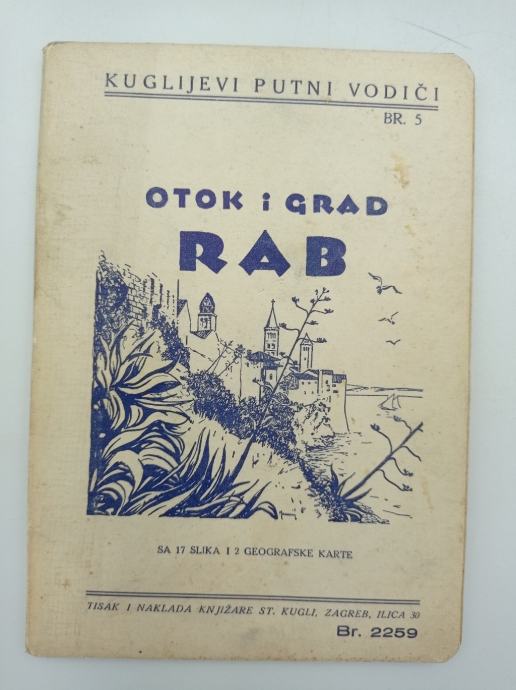 KUGLIJEVI PUTNI VODIČI
BR. 5
OTOK i GRAD
RAB
SA 17 SLIKA I 2 GEOGRAFSKE KARTE
TISAK I NAKLADA KNJIŽARE ST. KUGLI, ZAGREB, ILICA 30
Br. 2259